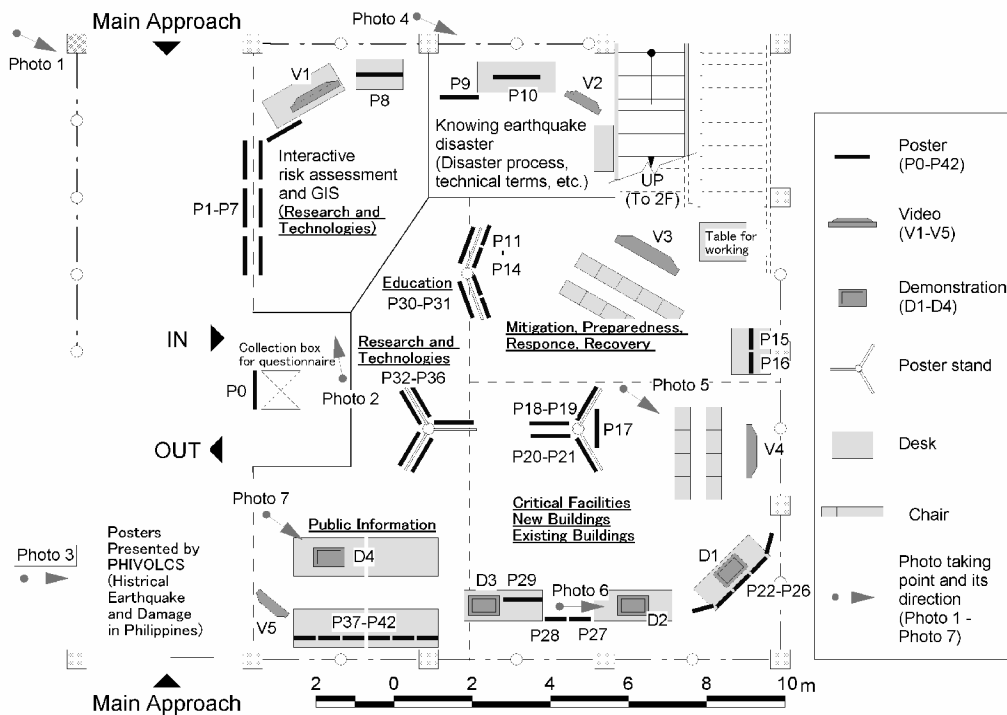 Main Approach
Photo 4
Photo 1
V1
P8
P9
P10
V2
Knowing earthquake
disaster
(Disaster process,
technical terms, etc.)
Interactive
risk assessment
and GIS
(Research and
Technologies)
P1-P7
UP
(To 2F)
P11
-
P14
V3
Table for
working
Education
P30-P31
Mitigation, Preparedness,
Responce, Recovery
P15
P16
IN
Collection box
for questionnaire
P0
Photo 2
Research and
Technologies
P32-P36
Photo 5
P18-P19
P17
P20-P21
V4
OUT
Photo 7
Public Information
D4
Critical Facilities
New Buildings
Existing Buildings
Photo 3
Posters
Presented by
PHIVOLCS
(Histrical
Earthquake
and Damage
in Philippines)
V5
P37-P42
D3
P29
Photo 6
D2
P28
P27
D1
P22-P26
Main Approach
2 0 2 4 6 8 10 m
Poster
(P0-P42)
Video
(V1-V5)
Demonstration
(D1-D4)
Poster stand
Desk
Chair
Photo taking
point and its
direction
(Photo 1 -
Photo 7)